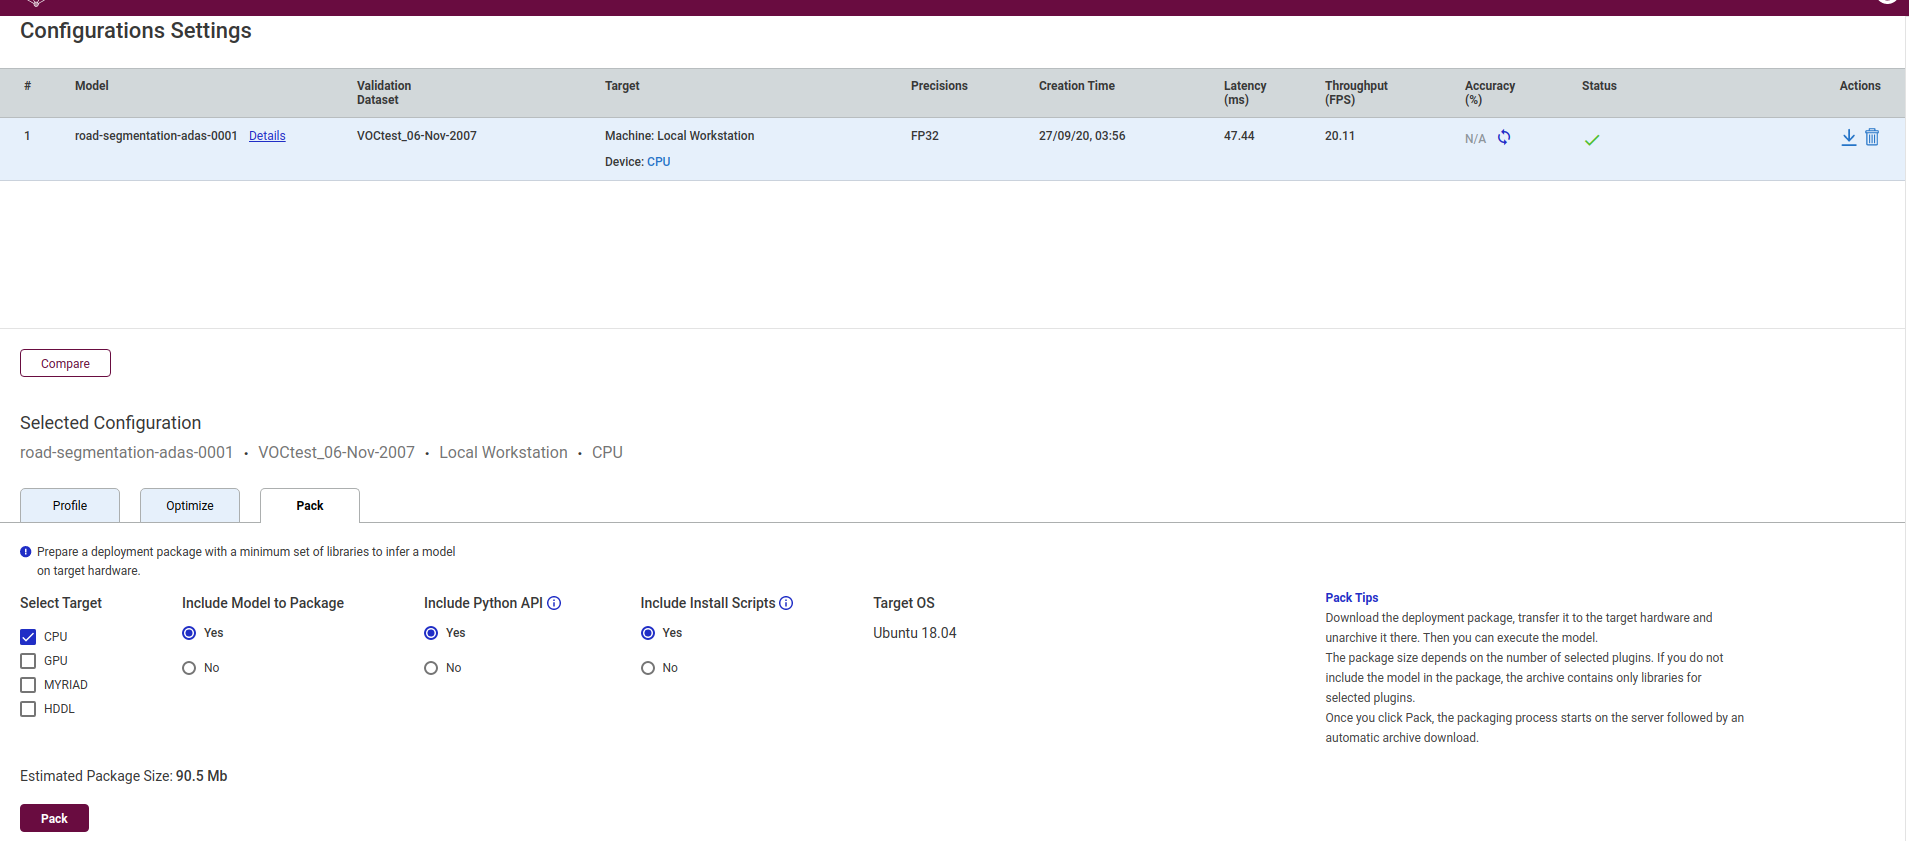 Configurations Settings
# Model Validation Dataset Target Precisions Creation Time Latency (ms) Throughput (FPS) Accuracy (%) Status Actions
1 road-segmentation-adas-0001 Details VOCtest_06-Nov-2007 Machine: Local Workstation FP32 27/09/20, 03:56 47.44 20.11 N/A
Device: CPU
Compare
Selected Configuration
road-segmentation-adas-0001 • VOCtest_06-Nov-2007 • Local Workstation • CPU
Profile Optimize Pack
Prepare a deployment package with a minimum set of libraries to infer a model
on target hardware.
Select Target
CPU
GPU
MYRIAD
HDDL
Include Model to Package
Yes
No
Include Python API
Yes
No
Include Install Scripts
Yes
No
Target OS
Ubuntu 18.04
Pack Tips
Download the deployment package, transfer it to the target hardware and
unarchive it there. Then you can execute the model.
The package size depends on the number of selected plugins. If you do not
include the model in the package, the archive contains only libraries for
selected plugins.
Once you click Pack, the packaging process starts on the server followed by an
automatic archive download.
Estimated Package Size: 90.5 Mb
Pack